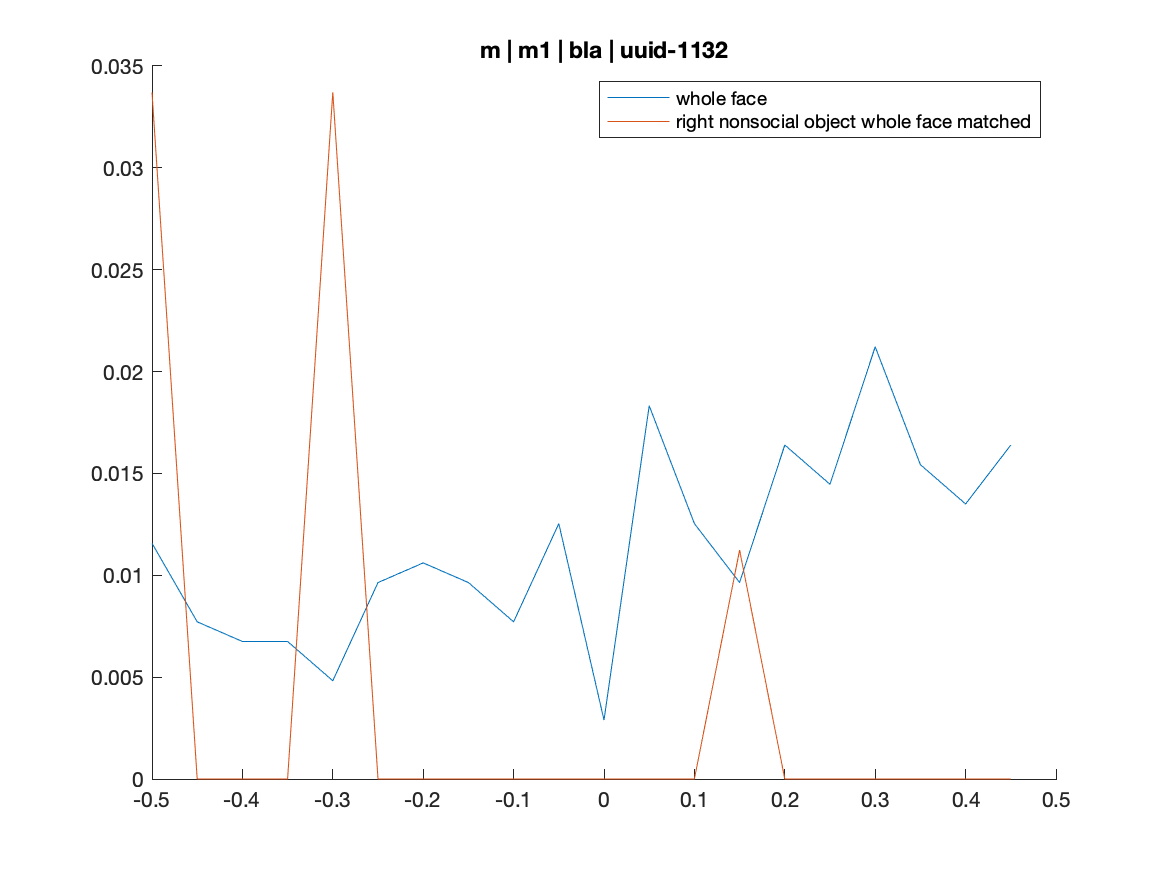 m | m1 | bla | uuid-1132
0.035
whole face
right nonsocial object whole face matched
0.03
0.025
0.02
0.015
0.01
0.005
0
-0.5 -0.4 -0.3 -0.2 -0.1 0 0.1 0.2 0.3 0.4 0.5